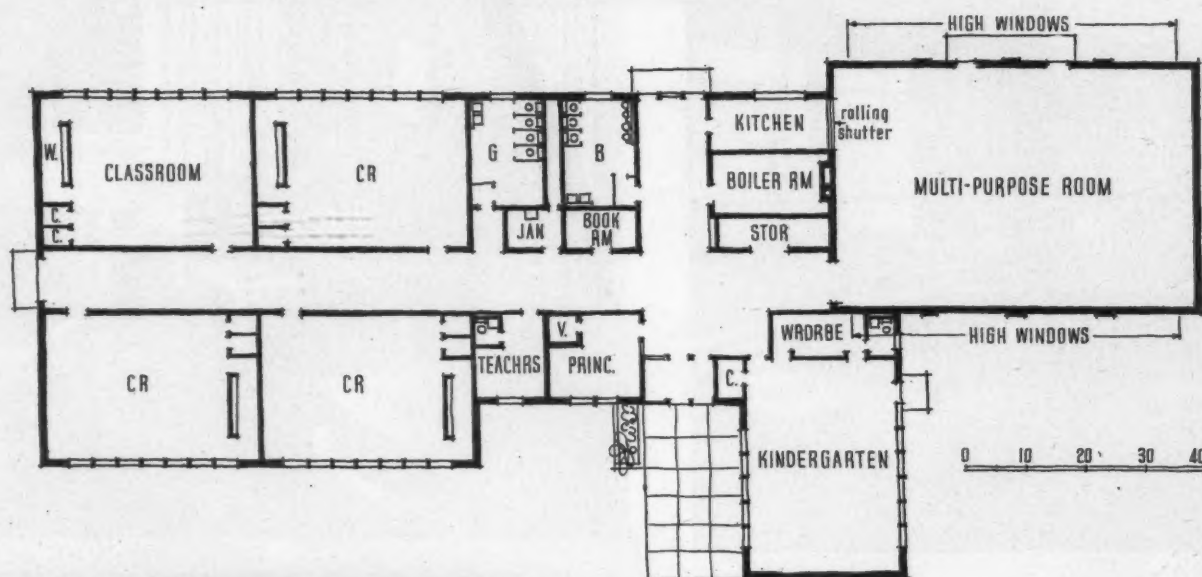 HIGH WINDOWS
rolling
shutter
KITCHEN
W.
CLASSROOM
CR
G
B
BOILER RM
MULTI-PURPOSE ROOM
C.
C.
JAN
BOOK
RM
STOR
V.
WRDRBE
HIGH WINDOWS
TEACHRS
PRINC.
C.
CR
CR
KINDERGARTEN
0 10 20 30 40